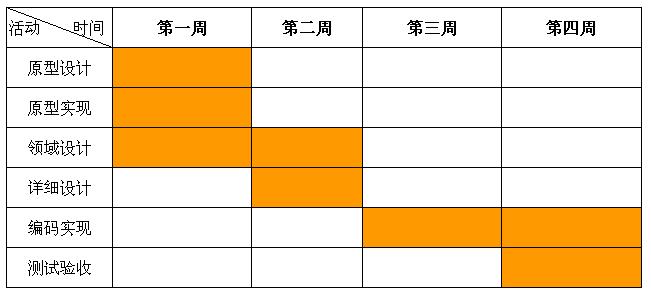 活动 时间 第一周 第二周 第三周 第四周
原型设计
原型实现
领域设计
详细设计
编码实现
测试验收